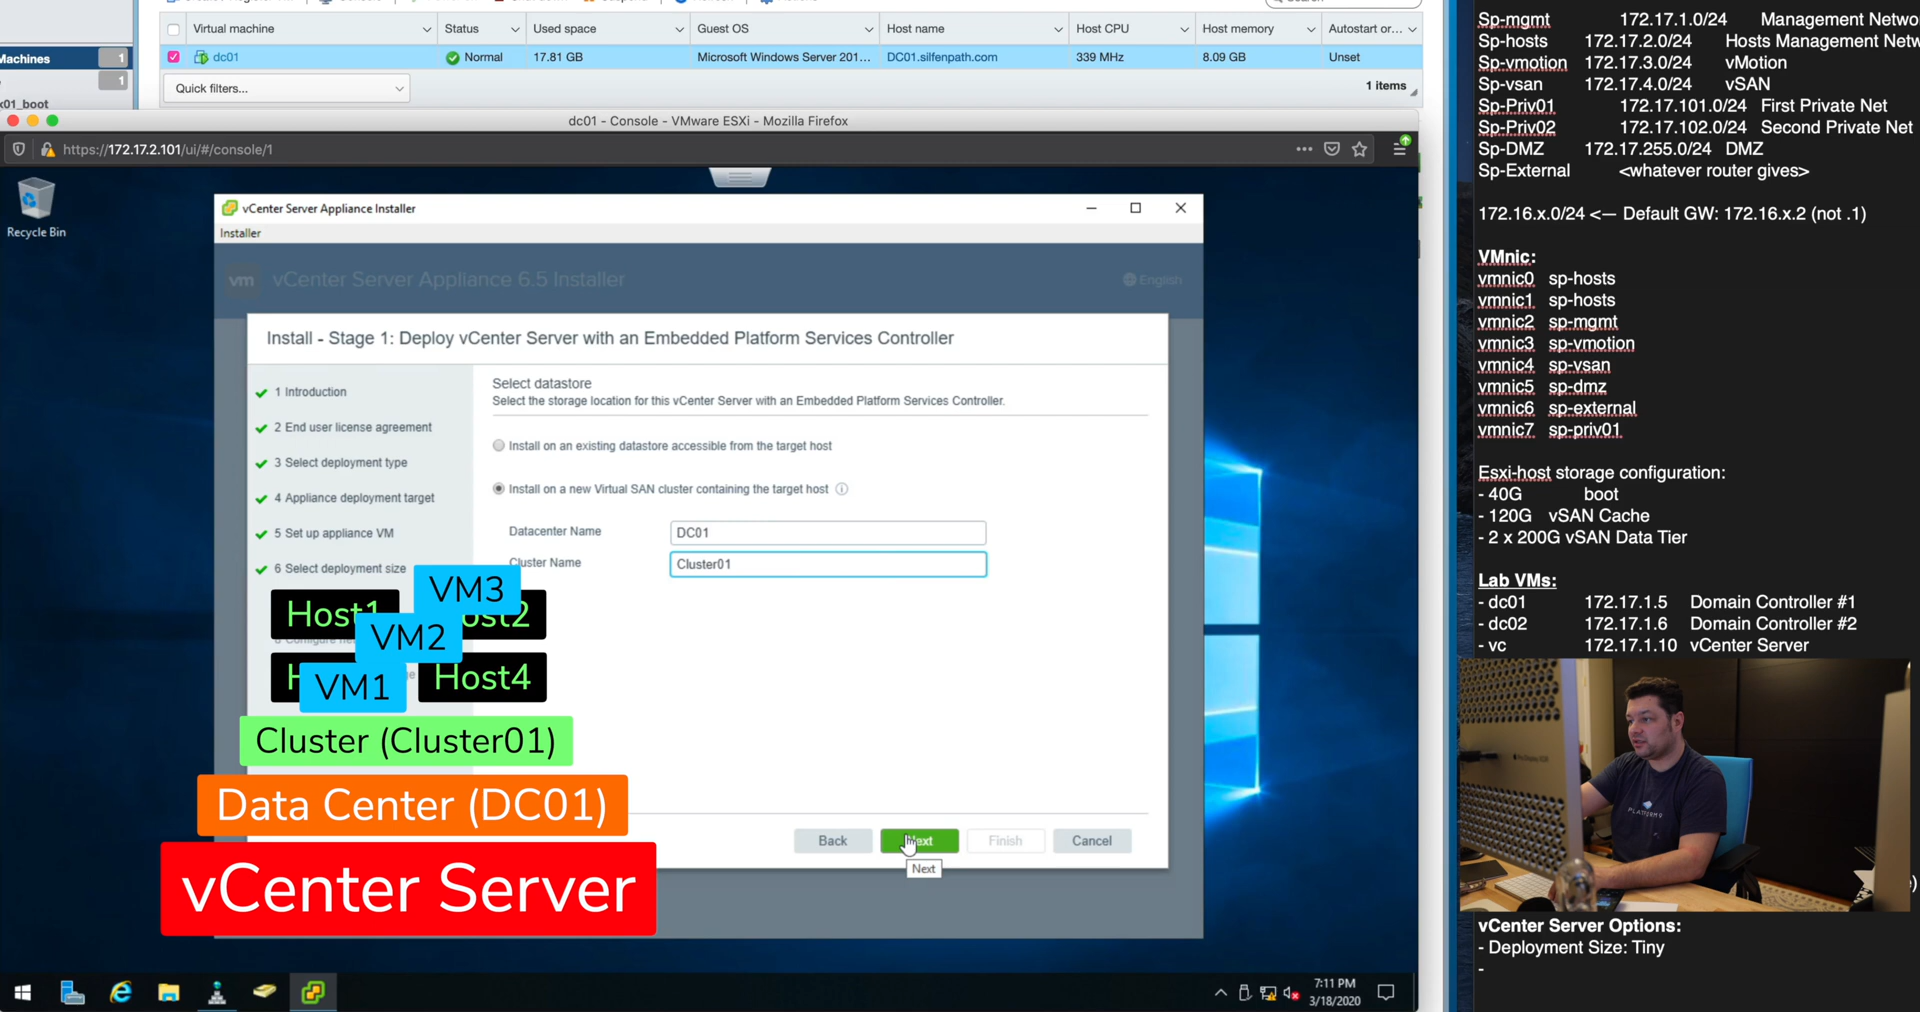 Virtual machine
Status
Used space
Guest OS
Host name
Host CPU
Host memory
Autostart or...
dc01
Normal
17.81 GB
Microsoft Windows Server 201...
DC01.silfenpath.com
339 MHz
8.09 GB
Unset
Quick filters...
1 items
Machines
1
1
x01_boot
dc01 - Console - VMware ESXi - Mozilla Firefox
https://172.17.2.101/ui/#/console/1
Recycle Bin
vCenter Server Appliance Installer
Installer
vm vCenter Server Appliance 6.5 Installer
English
Install - Stage 1: Deploy vCenter Server with an Embedded Platform Services Controller
1 Introduction
2 End user license agreement
3 Select deployment type
4 Appliance deployment target
5 Set up appliance VM
6 Select deployment size
Select datastore
Select the storage location for this vCenter Server with an Embedded Platform Services Controller.
Install on an existing datastore accessible from the target host
Install on a new Virtual SAN cluster containing the target host
Datacenter Name
DC01
Cluster Name
Cluster01
Back
Next
Finish
Cancel
Next
VM3
Host1
VM2
VM1
Host4
Cluster (Cluster01)
Data Center (DC01)
vCenter Server
7:11 PM
3/18/2020
Sp-mgmt 172.17.1.0/24 Management Netwo
Sp-hosts 172.17.2.0/24 Hosts Management Netw
Sp-vmotion 172.17.3.0/24 vMotion
Sp-vsan 172.17.4.0/24 vSAN
Sp-Priv01 172.17.101.0/24 First Private Net
Sp-Priv02 172.17.102.0/24 Second Private Net
Sp-DMZ 172.17.255.0/24 DMZ
Sp-External <whatever router gives>
172.16.x.0/24 <— Default GW: 172.16.x.2 (not .1)
VMnic:
vmnic0 sp-hosts
vmnic1 sp-hosts
vmnic2 sp-mgmt
vmnic3 sp-vmotion
vmnic4 sp-vsan
vmnic5 sp-dmz
vmnic6 sp-external
vmnic7 sp-priv01
Esxi-host storage configuration:
- 40G boot
- 120G vSAN Cache
- 2 x 200G vSAN Data Tier
Lab VMs:
- dc01 172.17.1.5 Domain Controller #1
- dc02 172.17.1.6 Domain Controller #2
- vc 172.17.1.10 vCenter Server
PLATFORM9
vCenter Server Options:
- Deployment Size: Tiny
-